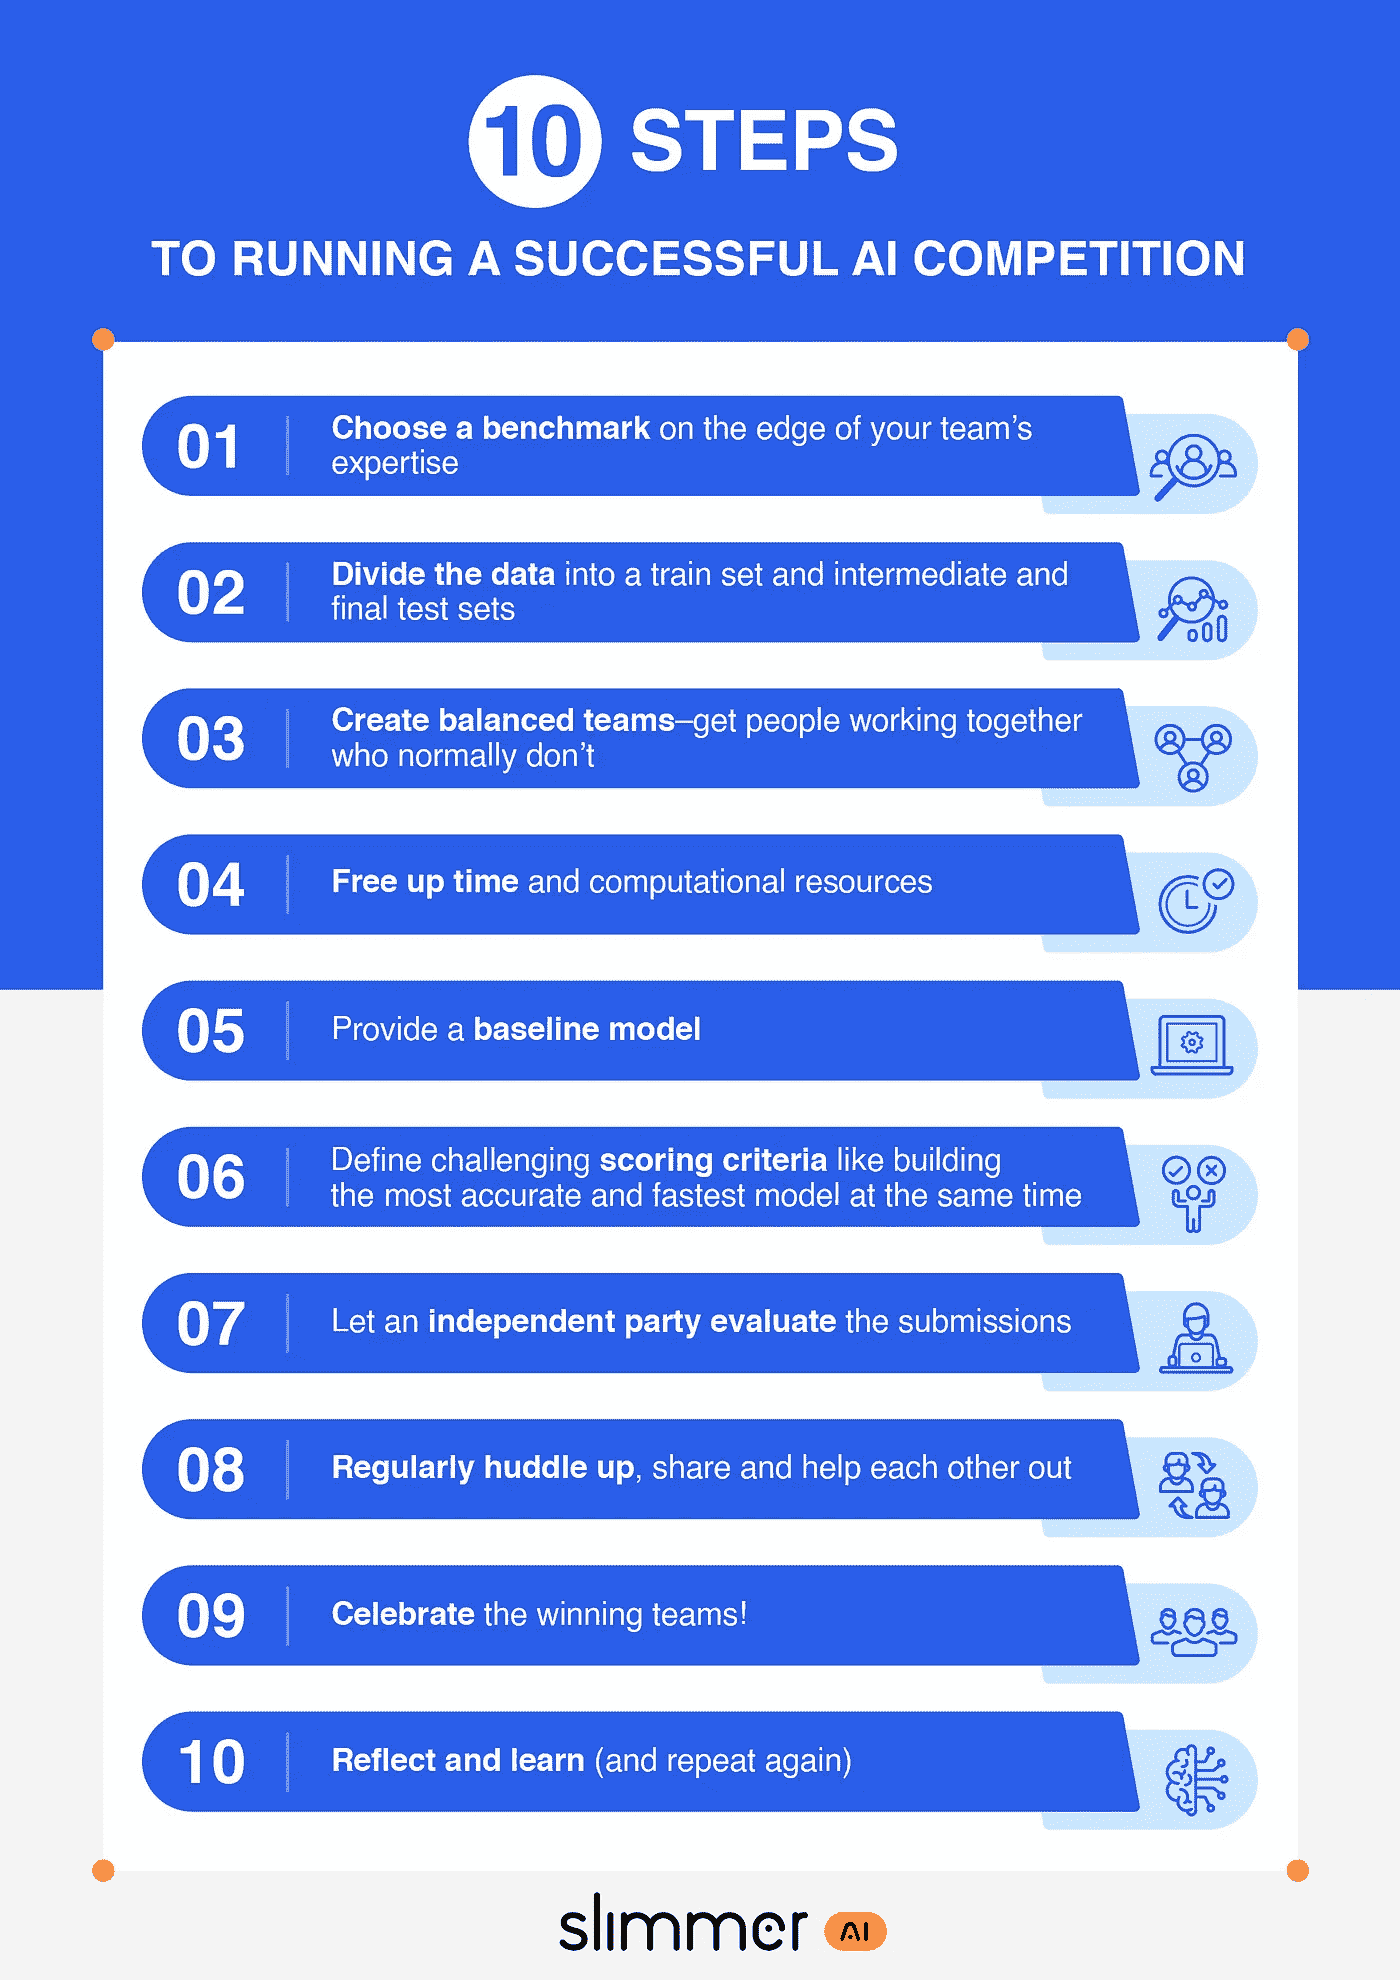 10 STEPS
TO RUNNING A SUCCESSFUL AI COMPETITION
01
Choose a benchmark on the edge of your team’s
expertise
02
Divide the data into a train set and intermediate and
final test sets
03
Create balanced teams–get people working together
who normally don’t
04
Free up time and computational resources
05
Provide a baseline model
06
Define challenging scoring criteria like building
the most accurate and fastest model at the same time
07
Let an independent party evaluate the submissions
08
Regularly huddle up, share and help each other out
09
Celebrate the winning teams!
10
Reflect and learn (and repeat again)
slimmer AI